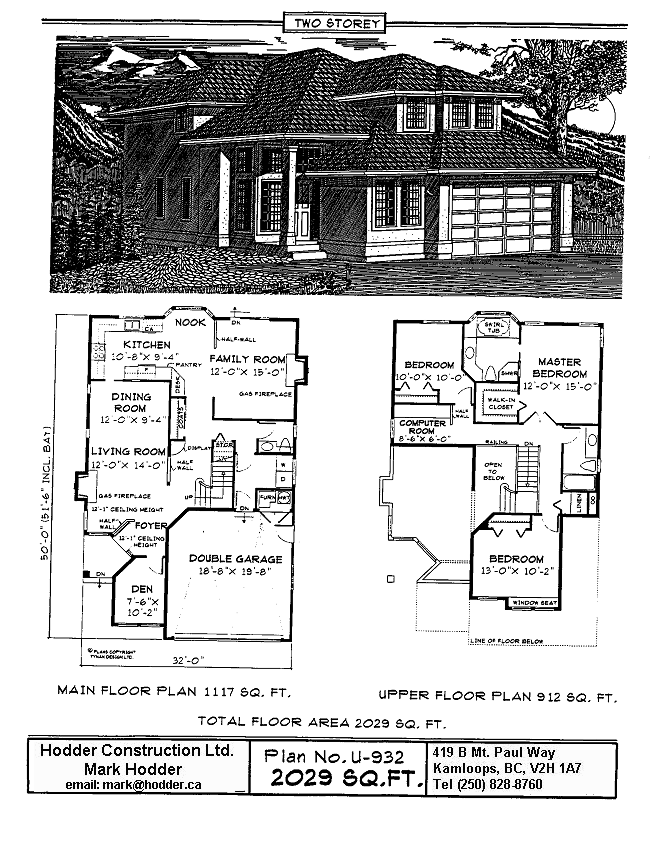 TWO STOREY
NOOK
DN
CA.
HALF-WALL
KITCHEN
10'-8" X 9'-4"
PANTRY
FAMILY ROOM
12'-0" X 15'-0"
F
DESK
DINING
ROOM
12'-0" X 9'-4"
COATS
GAS FIREPLACE
LIVING ROOM
12'-0" X 14'-0"
DISPLAY
STOR.
HALF
WALL
W
D
GAS FIREPLACE
UP
FURN
HWT
12'-1" CEILING HEIGHT
HALF
WALL
FOYER
DN
12'-1" CEILING
HEIGHT
DOUBLE GARAGE
18'-8" X 19'-8"
DN
DEN
7'-6" X
10'-2"
© PLANS COPYRIGHT
TYNAN DESIGN LTD.
32'-0"
50'-0" (51'-6" INCL. BAY)
SWIRL
TUB
BEDROOM
10'-0" X 10'-0"
SHWR
MASTER
BEDROOM
12'-0" X 15'-0"
WALK-IN
CLOSET
HALF
WALL
COMPUTER
ROOM
8'-6" X 6'-0"
RAILING
DN
OPEN
TO
BELOW
LINEN
BEDROOM
13'-0" X 10'-2"
WINDOW SEAT
LINE OF FLOOR BELOW
MAIN FLOOR PLAN 1117 SQ. FT.
UPPER FLOOR PLAN 912 SQ. FT.
TOTAL FLOOR AREA 2029 SQ. FT.
Hodder Construction Ltd.
Mark Hodder
email: mark@hodder.ca
Plan No. U-932
2029 SQ.FT.
419 B Mt. Paul Way
Kamloops, BC, V2H 1A7
Tel (250) 828-8760